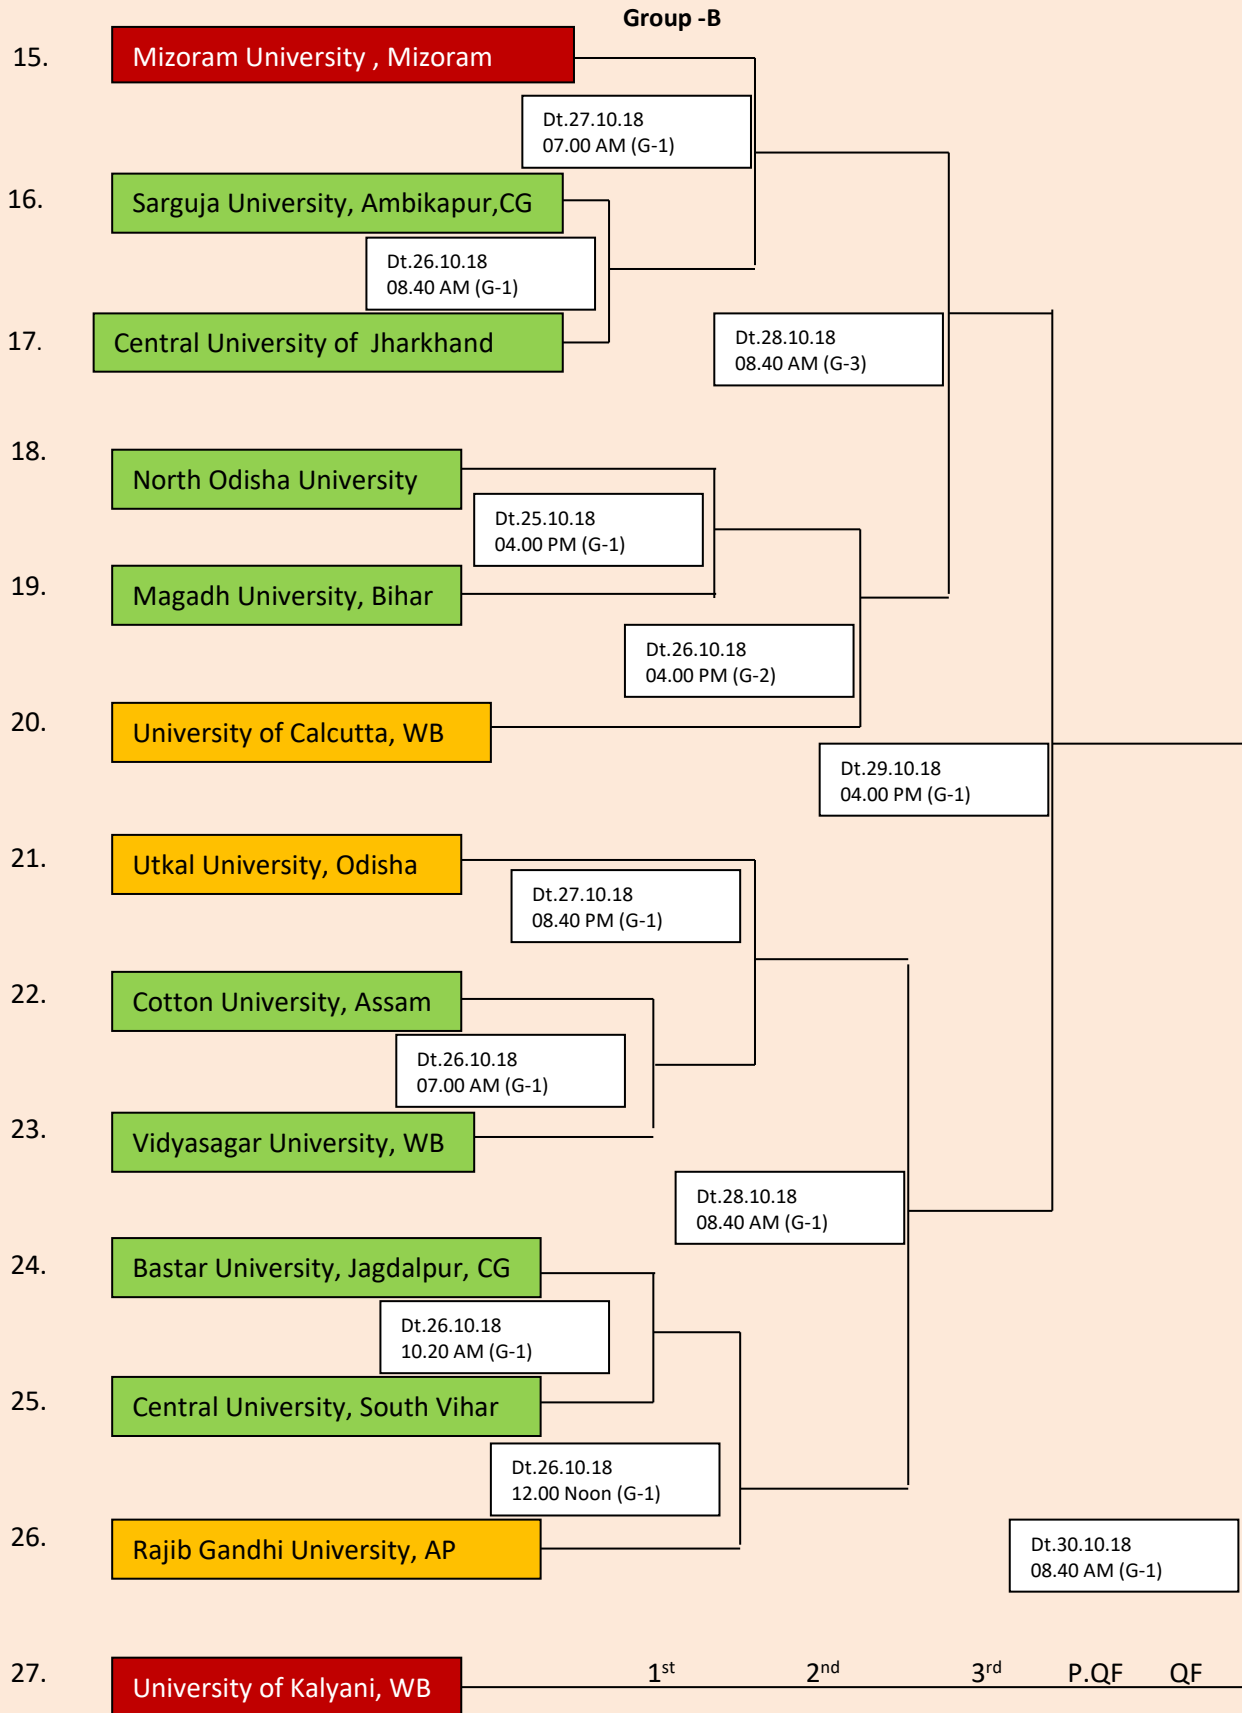 Group -B
15.
Mizoram University , Mizoram
Dt.27.10.18
07.00 AM (G-1)
16.
Sarguja University, Ambikapur,CG
Dt.26.10.18
08.40 AM (G-1)
17.
Central University of  Jharkhand
Dt.28.10.18
08.40 AM (G-3)
18.
North Odisha University
Dt.25.10.18
04.00 PM (G-1)
19.
Magadh University, Bihar
Dt.26.10.18
04.00 PM (G-2)
20.
University of Calcutta, WB
Dt.29.10.18
04.00 PM (G-1)
21.
Utkal University, Odisha
Dt.27.10.18
08.40 PM (G-1)
22.
Cotton University, Assam
Dt.26.10.18
07.00 AM (G-1)
23.
Vidyasagar University, WB
Dt.28.10.18
08.40 AM (G-1)
24.
Bastar University, Jagdalpur, CG
Dt.26.10.18
10.20 AM (G-1)
25.
Central University, South Vihar
Dt.26.10.18
12.00 Noon (G-1)
26.
Rajib Gandhi University, AP
Dt.30.10.18
08.40 AM (G-1)
27.
University of Kalyani, WB
1st 2nd 3rd P.QF QF